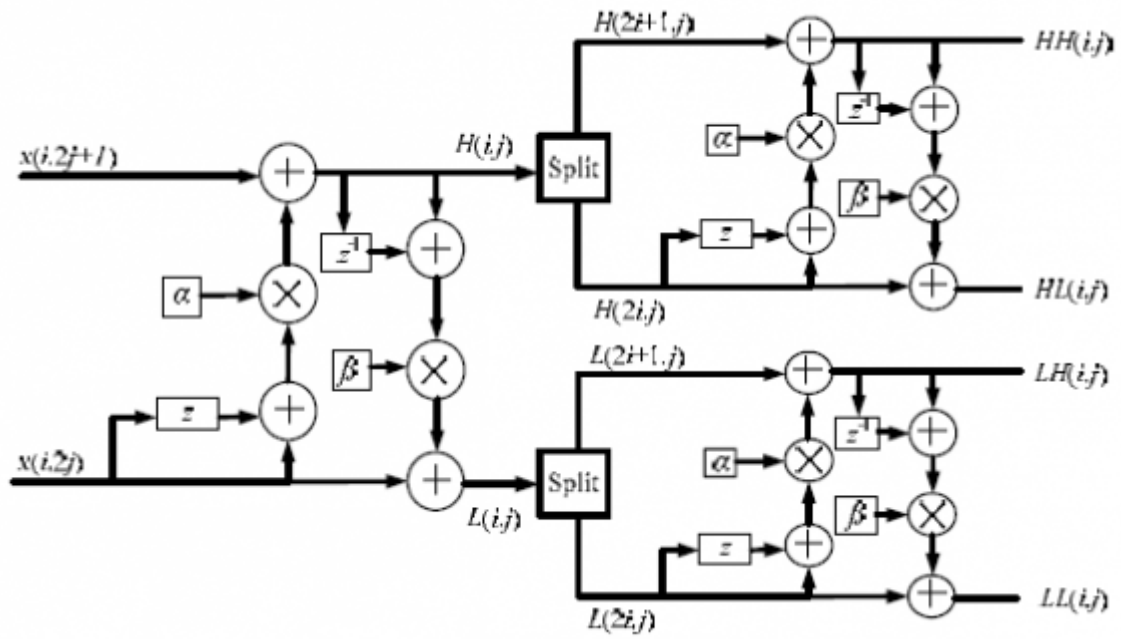 H(2i+1,j)
HH(i,j)
z⁻¹
α
x(i,2j+1)
H(i,j)
Split
β
z
z⁻¹
HL(i,j)
α
H(2i,j)
β
L(2i+1,j)
LH(i,j)
z
z⁻¹
x(i,2j)
α
Split
β
L(i,j)
z
L(2i,j)
LL(i,j)